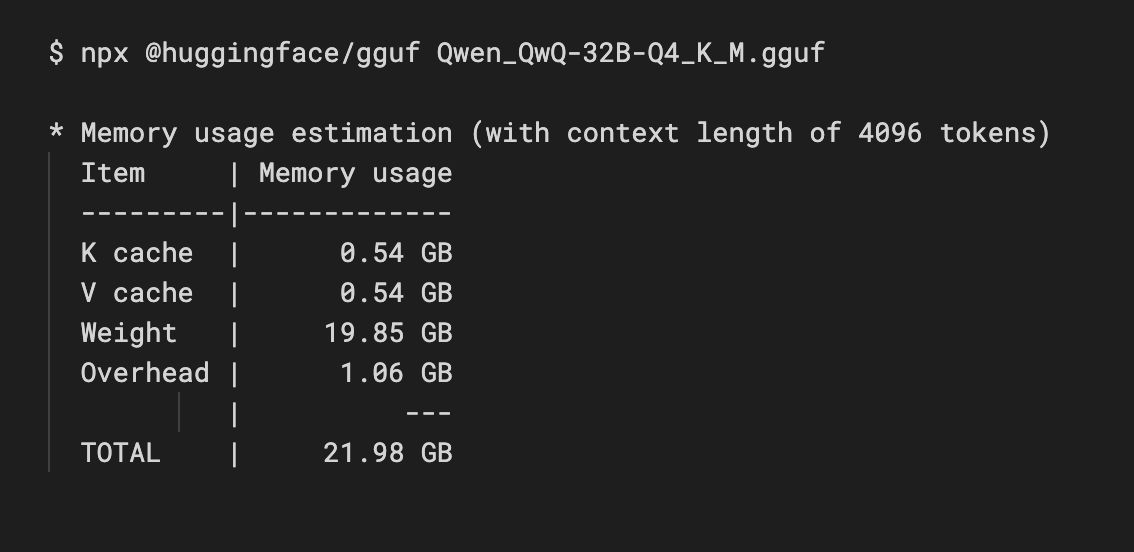 $ npx @huggingface/gguf Qwen_QwQ-32B-Q4_K_M.gguf
* Memory usage estimation (with context length of 4096 tokens)
Item     | Memory usage
---------|-------------
K cache  |     0.54 GB
V cache  |     0.54 GB
Weight   |    19.85 GB
Overhead |     1.06 GB
         |         ---
TOTAL    |    21.98 GB